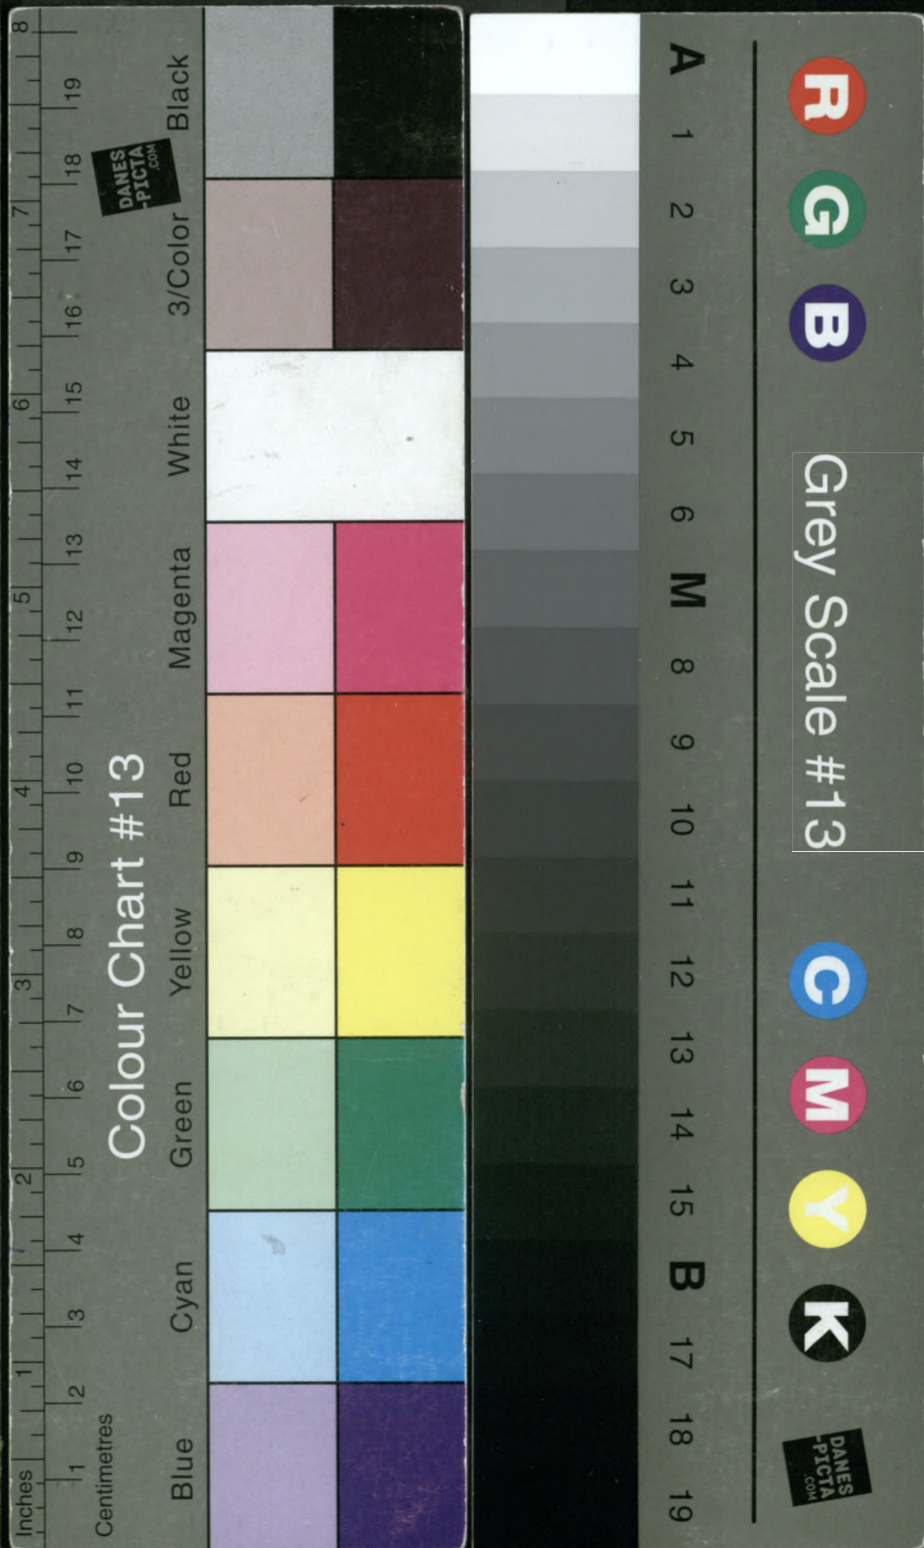 Inches
1
2
3
4
5
6
7
8
Centimetres
1
2
3
4
5
6
7
8
9
10
11
12
13
14
15
16
17
18
19
Colour Chart #13
DANES
-PICTA
.COM
Blue
Cyan
Green
Yellow
Red
Magenta
White
3/Color
Black
A
1
2
3
4
5
6
M
8
9
10
11
12
13
14
15
B
17
18
19
R
G
B
Grey Scale #13
C
M
Y
K
DANES
-PICTA
.COM